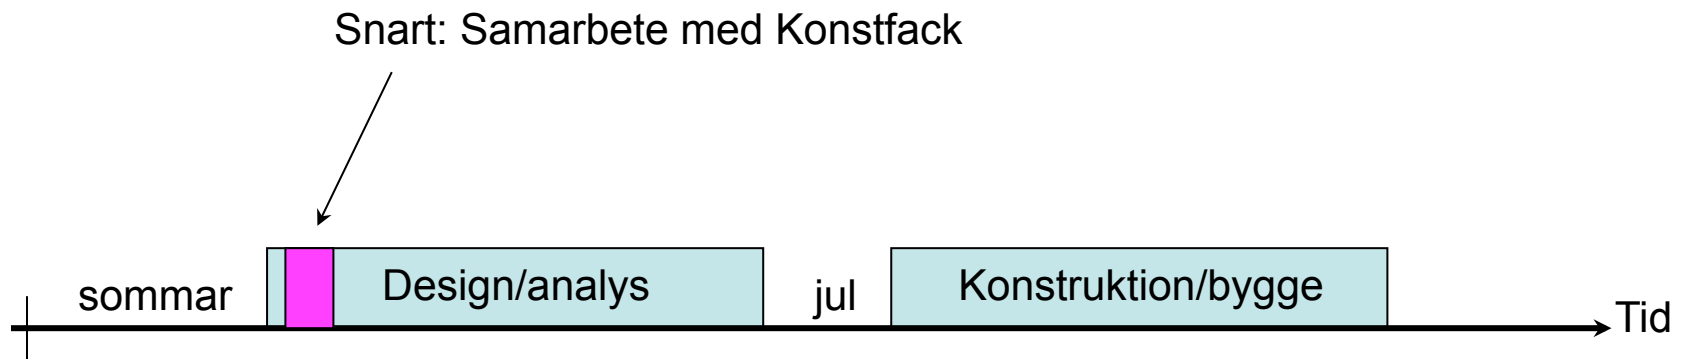 Snart: Samarbete med Konstfack
sommar
Design/analys
jul
Konstruktion/bygge
Tid